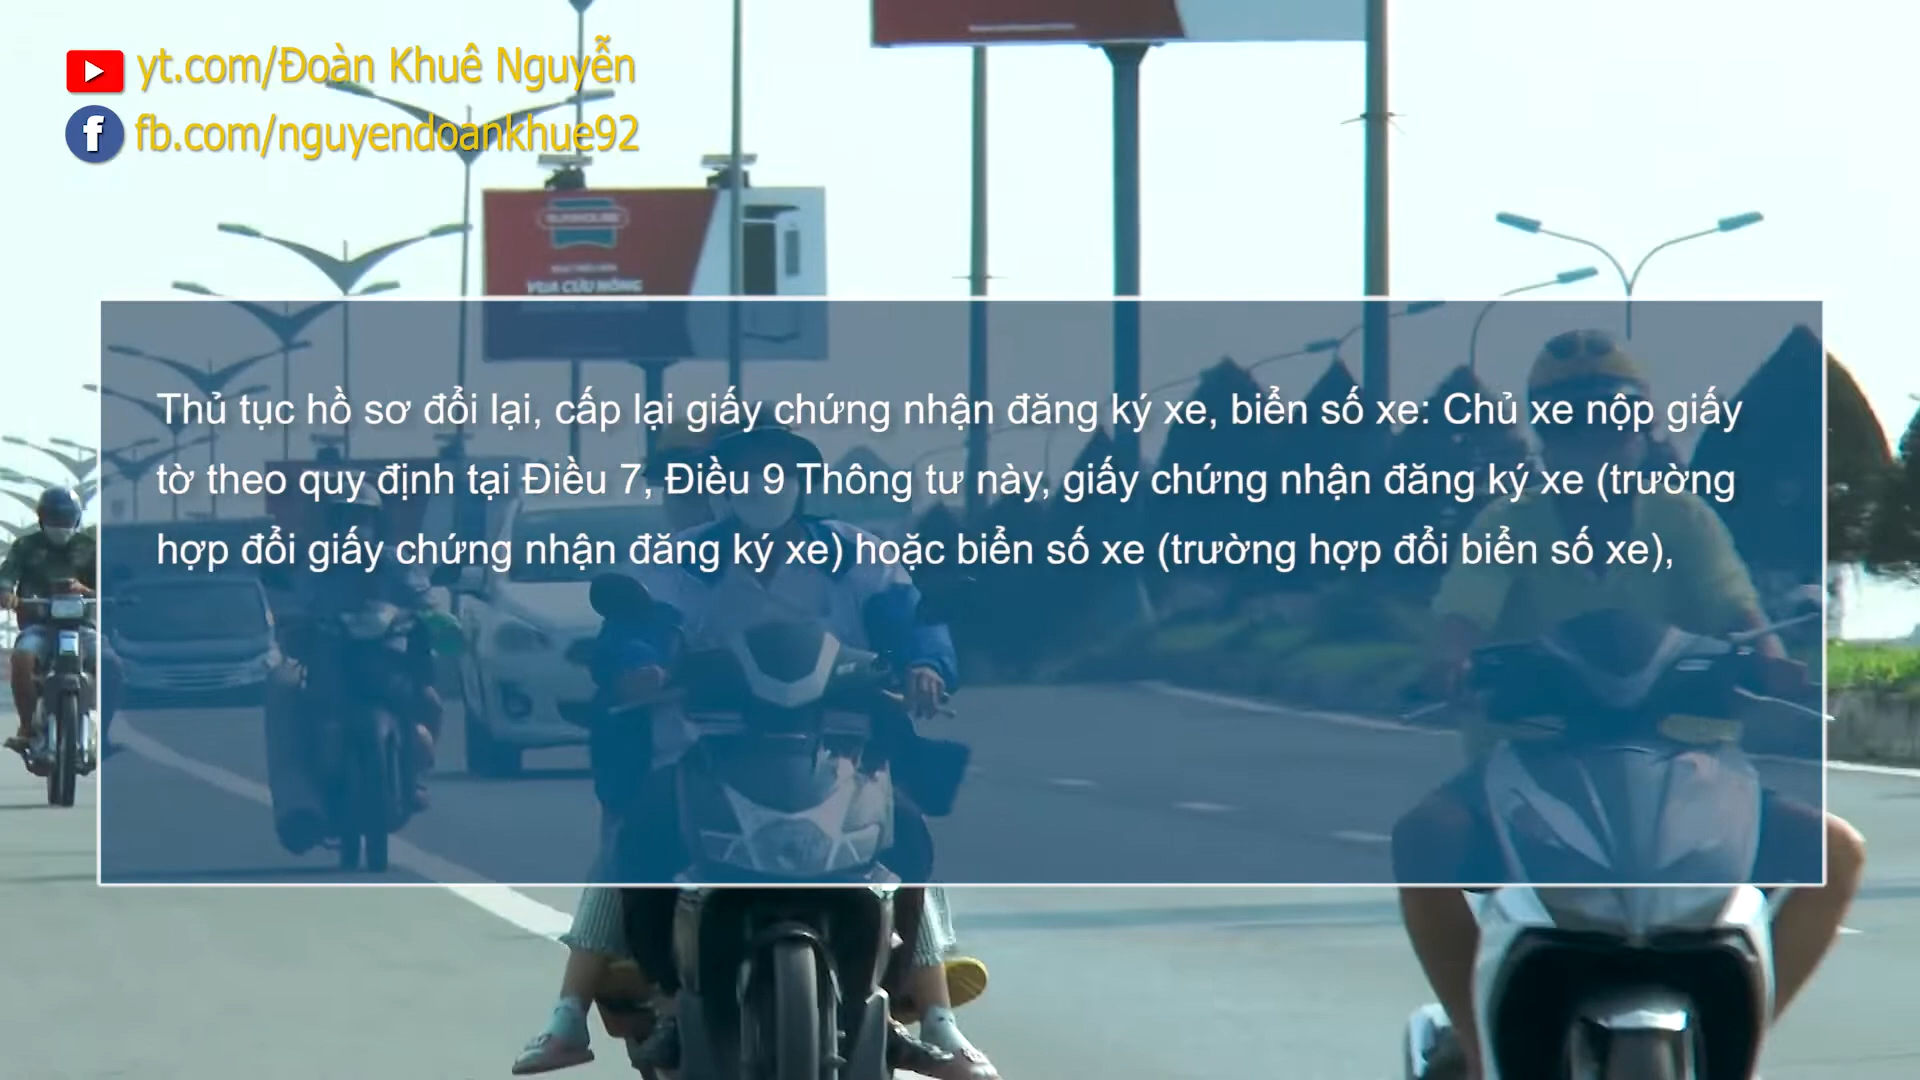 yt.com/Đoàn Khuê Nguyễn
fb.com/nguyendoankhue92
VUA CỨU NÓNG
Thủ tục hồ sơ đổi lại, cấp lại giấy chứng nhận đăng ký xe, biển số xe: Chủ xe nộp giấy
tờ theo quy định tại Điều 7, Điều 9 Thông tư này, giấy chứng nhận đăng ký xe (trường
hợp đổi giấy chứng nhận đăng ký xe) hoặc biển số xe (trường hợp đổi biển số xe),